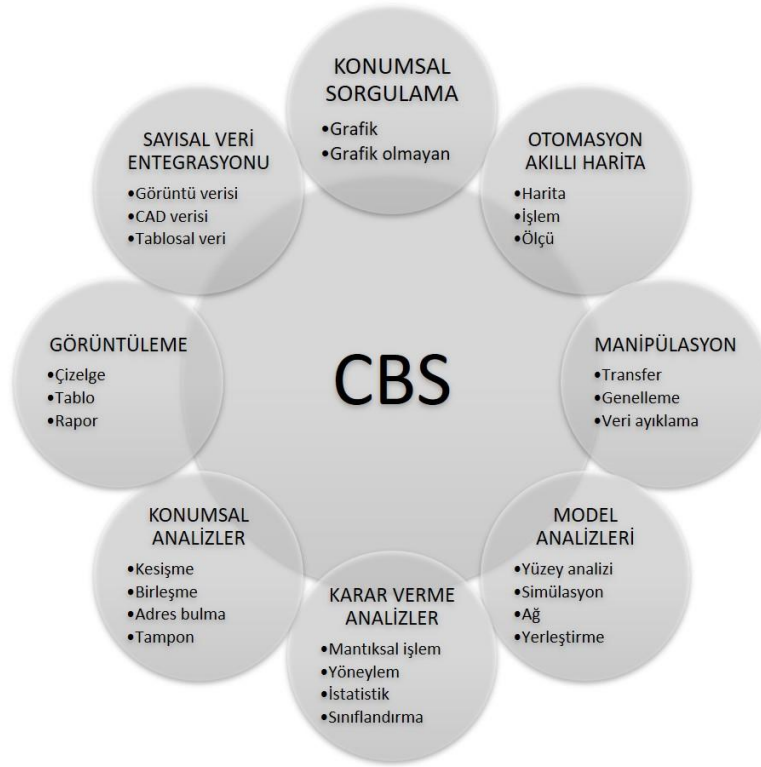 KONUMSAL
SORGULAMA
•Grafik
•Grafik olmayan
OTOMASYON
AKILLI HARİTA
•Harita
•İşlem
•Ölçü
MANİPÜLASYON
•Transfer
•Genelleme
•Veri ayıklama
MODEL
ANALİZLERİ
•Yüzey analizi
•Simülasyon
•Ağ
•Yerleştirme
KARAR VERME
ANALİZLER
•Mantıksal işlem
•Yöneylem
•İstatistik
•Sınıflandırma
KONUMSAL
ANALİZLER
•Kesişme
•Birleşme
•Adres bulma
•Tampon
GÖRÜNTÜLEME
•Çizelge
•Tablo
•Rapor
SAYISAL VERİ
ENTEGRASYONU
•Görüntü verisi
•CAD verisi
•Tablosal veri
CBS